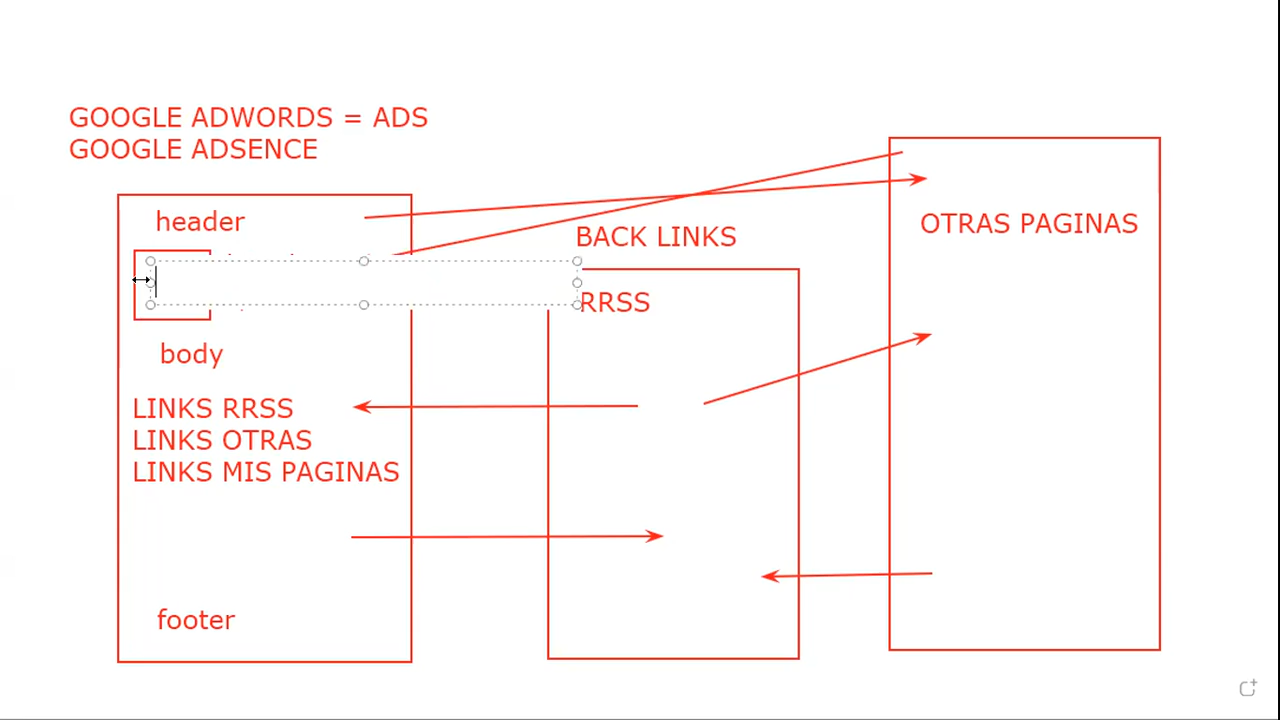 GOOGLE ADWORDS = ADS
GOOGLE ADSENCE
header
BACK LINKS
OTRAS PAGINAS
RRSS
body
LINKS RRSS
LINKS OTRAS
LINKS MIS PAGINAS
footer